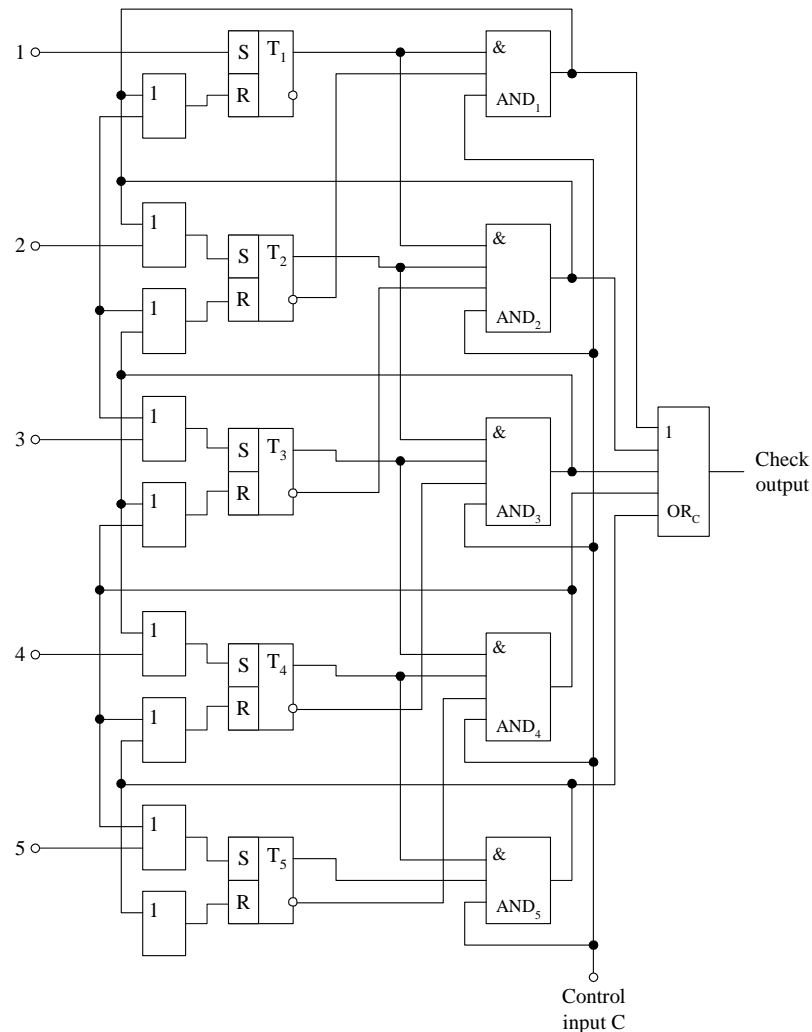 1
S
T1
&
1
R
AND1
1
2
S
T2
&
1
R
AND2
1
3
S
T3
&
1
Check
output
1
R
AND3
ORC
1
4
S
T4
&
1
R
AND4
1
5
S
T5
&
1
R
AND5
Control
input C